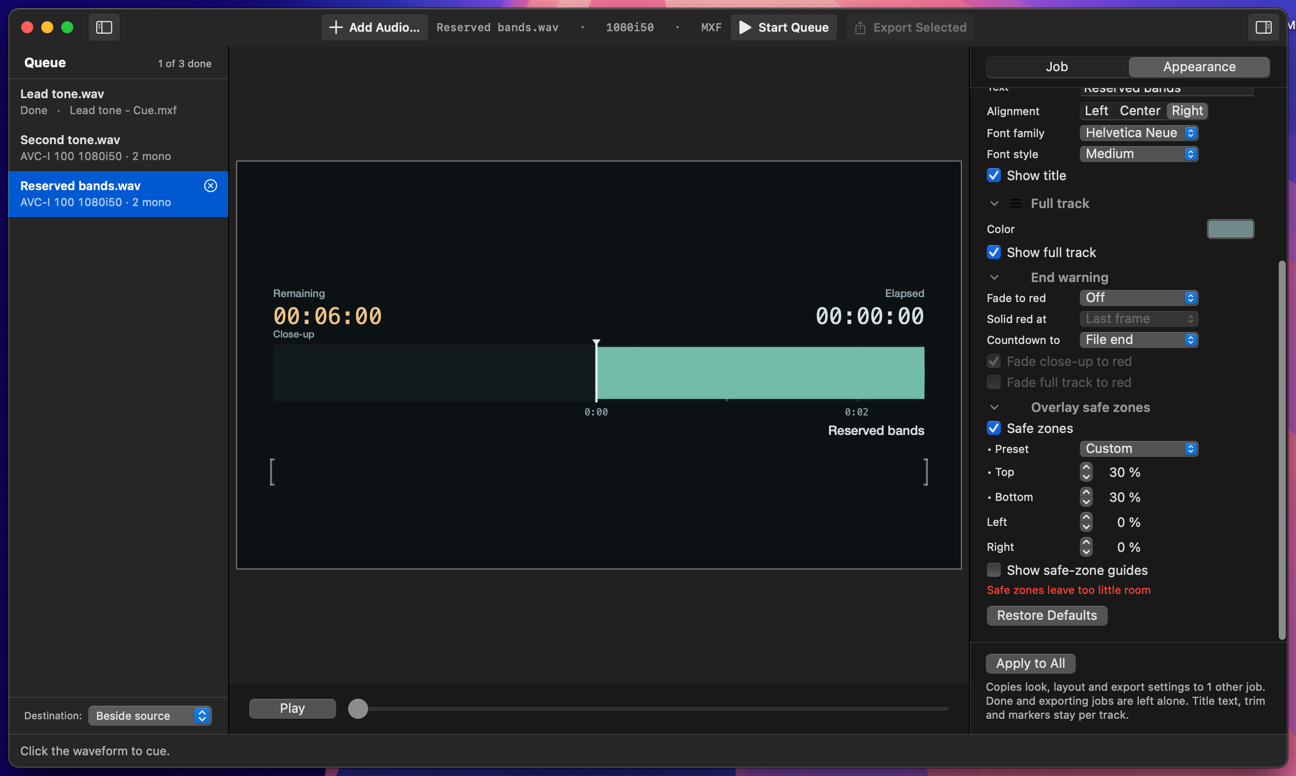 Add Audio... Reserved bands.wav · 1080i50 · MXF Start Queue Export Selected
Queue 1 of 3 done
Lead tone.wav
Done · Lead tone - Cue.mxf
Second tone.wav
AVC-I 100 1080i50 · 2 mono
Reserved bands.wav
AVC-I 100 1080i50 · 2 mono
Destination: Beside source
Click the waveform to cue.
Remaining Elapsed
00:06:00 00:00:00
Close-up
0:00 0:02
Reserved bands
[ ]
Play
Job Appearance
Text Reserved bands
Alignment Left Center Right
Font family Helvetica Neue
Font style Medium
Show title
Full track
Color
Show full track
End warning
Fade to red Off
Solid red at Last frame
Countdown to File end
Fade close-up to red
Fade full track to red
Overlay safe zones
Safe zones
• Preset Custom
• Top 30 %
• Bottom 30 %
Left 0 %
Right 0 %
Show safe-zone guides
Safe zones leave too little room
Restore Defaults
Apply to All
Copies look, layout and export settings to 1 other job.
Done and exporting jobs are left alone. Title text, trim
and markers stay per track.
M